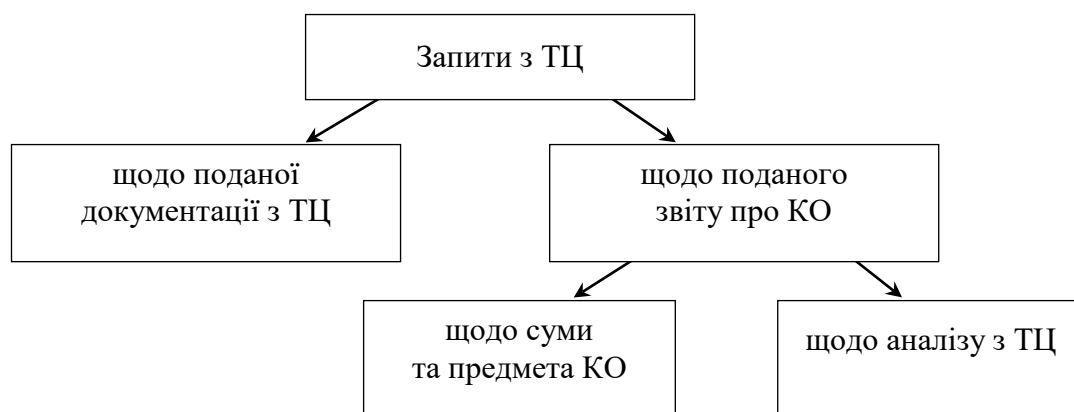 Запити з ТЦ
щодо поданої
документації з ТЦ
щодо поданого
звіту про КО
щодо суми
та предмета КО
щодо аналізу з ТЦ